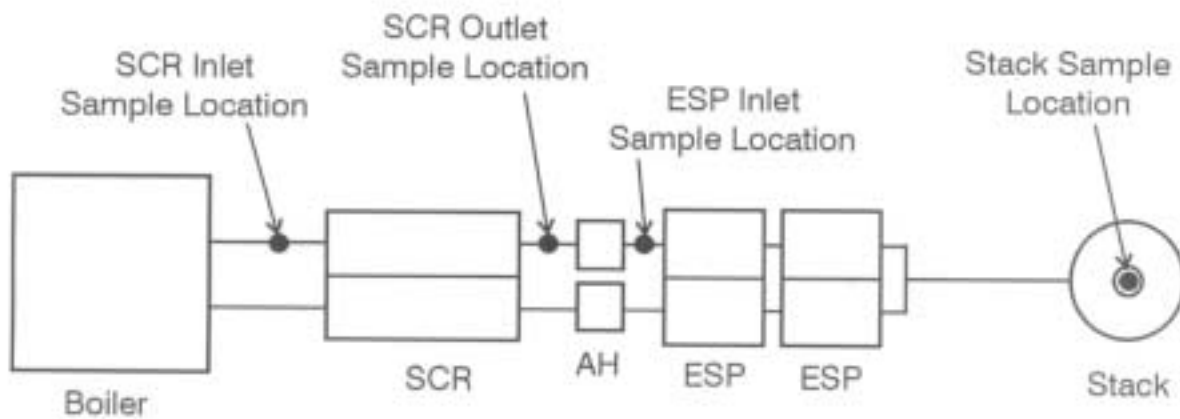 SCR Inlet
Sample Location
SCR Outlet
Sample Location
ESP Inlet
Sample Location
Stack Sample
Location
Boiler
SCR
AH
ESP
ESP
Stack